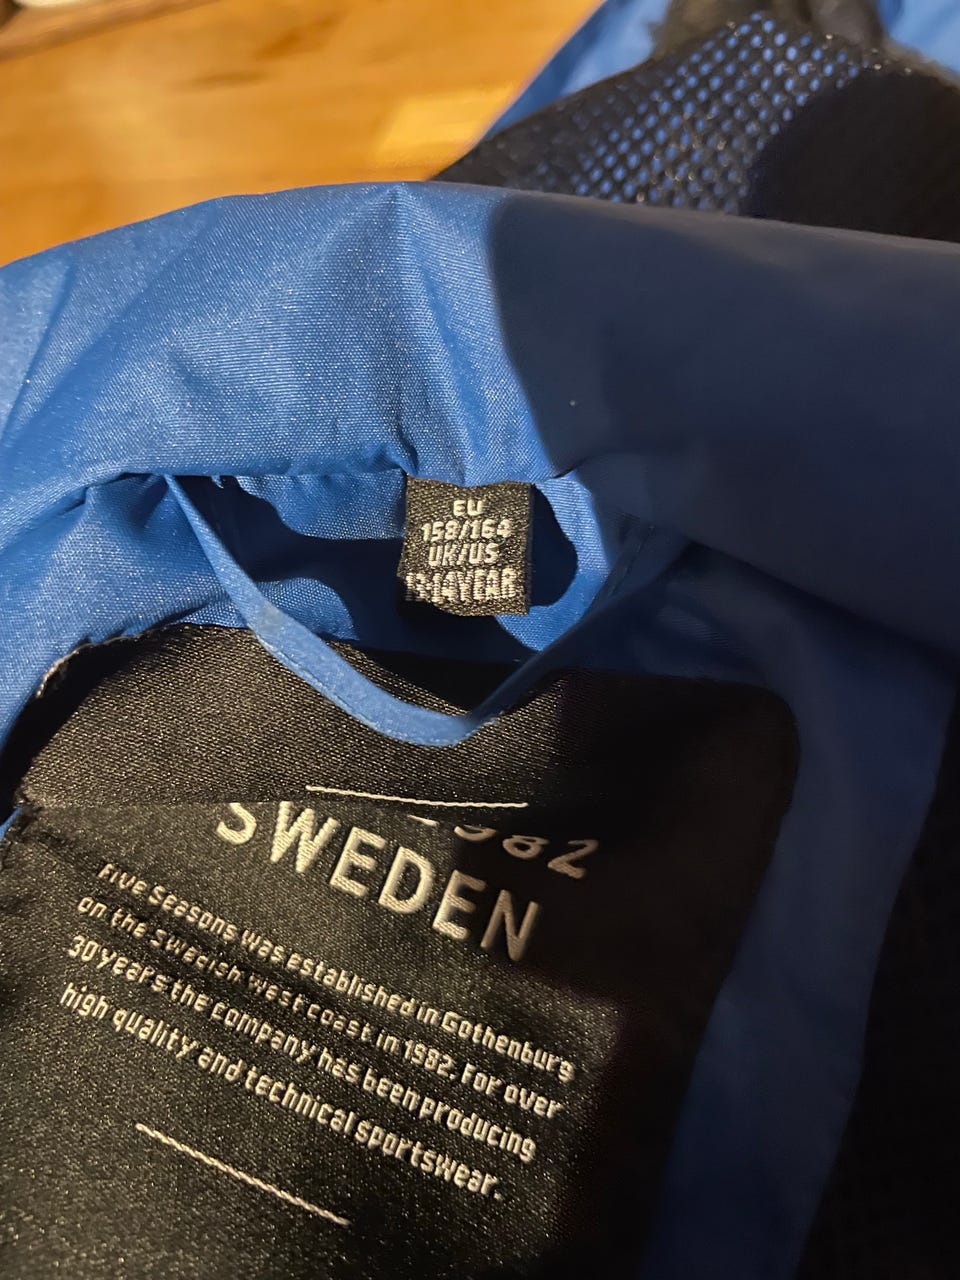 EU
158/164
UK/US
14YEAR
1982
SWEDEN
Five Seasons was established in Gothenburg
on the swedish west coast in 1982. For over
30 years the company has been producing
high quality and technical sportswear.